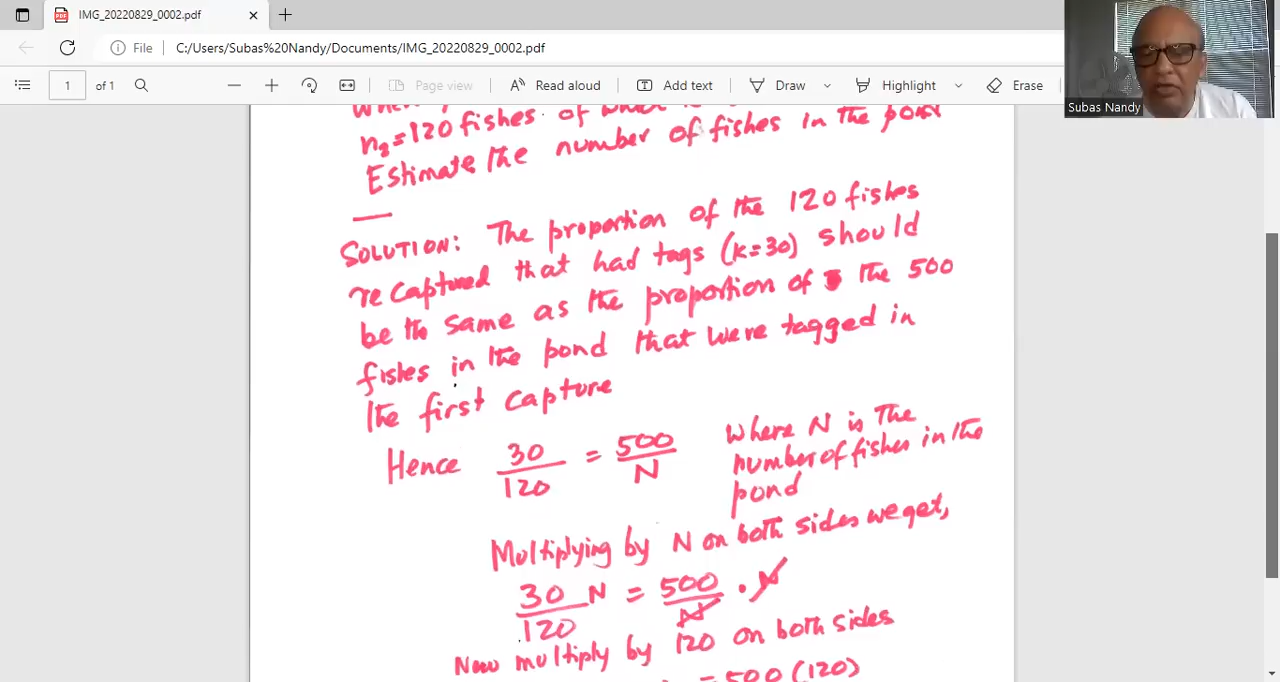 IMG_20220829_0002.pdf
File C:/Users/Subas%20Nandy/Documents/IMG_20220829_0002.pdf
1 of 1 Page view Read aloud Add text Draw Highlight Erase
Subas Nandy
n₂=120 fishes of which
Estimate the number of fishes in the pond
SOLUTION: The proportion of the 120 fishes
recaptured that had tags (k=30) should
be the same as the proportion of the 500
fishes in the pond that were tagged in
the first capture
Hence 30/120 = 500/N where N is the
number of fishes in the
pond
Multiplying by N on both sides we get,
30/120 N = 500/N · N
Now multiply by 120 on both sides
= 500 (120)